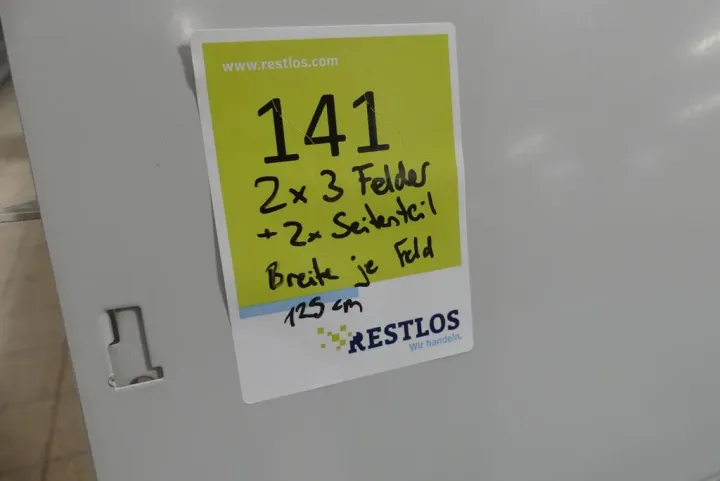 www.restlos.com
141
2x 3 Felder
+ 2x Seitenteil
Breite je Feld
125 cm
RESTLOS
Wir handeln.